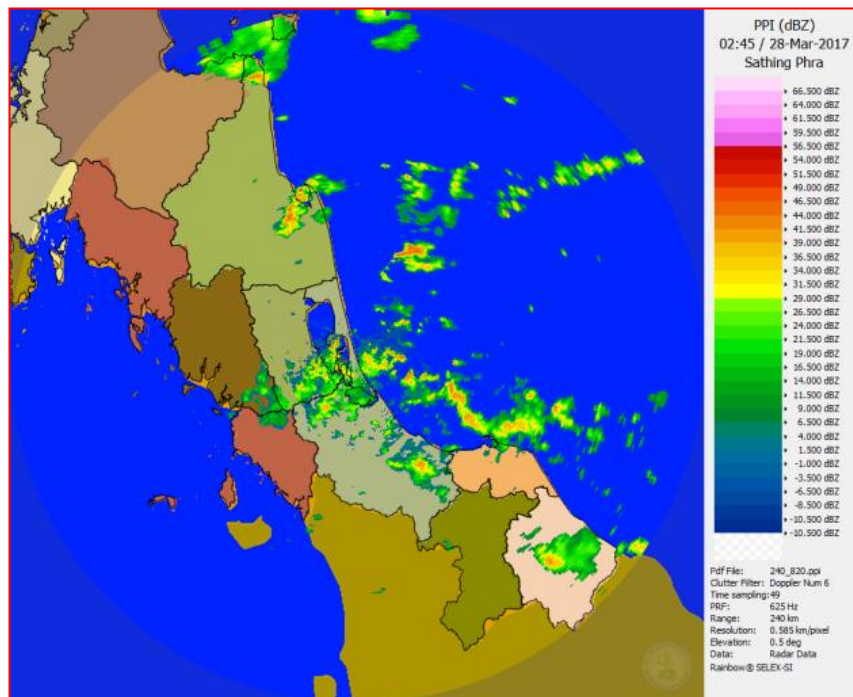 PPI (dBZ)
02:45 / 28-Mar-2017
Sathing Phra
66.500 dBZ
64.000 dBZ
61.500 dBZ
59.500 dBZ
56.500 dBZ
54.000 dBZ
51.500 dBZ
49.000 dBZ
46.500 dBZ
44.000 dBZ
41.500 dBZ
39.000 dBZ
36.500 dBZ
34.000 dBZ
31.500 dBZ
29.000 dBZ
26.500 dBZ
24.000 dBZ
21.500 dBZ
19.000 dBZ
16.500 dBZ
14.000 dBZ
11.500 dBZ
9.000 dBZ
6.500 dBZ
4.000 dBZ
1.500 dBZ
-1.000 dBZ
-3.500 dBZ
-6.000 dBZ
-8.500 dBZ
-10.500 dBZ
-10.500 dBZ
Pdf File: 240_820.ppi
Clutter Filter: Doppler Num 6
Time sampling: 49
PRF: 625 Hz
Range: 240 km
Resolution: 0.585 km/pixel
Elevation: 0.5 deg
Data: Radar Data
Rainbow® SELEX-SI